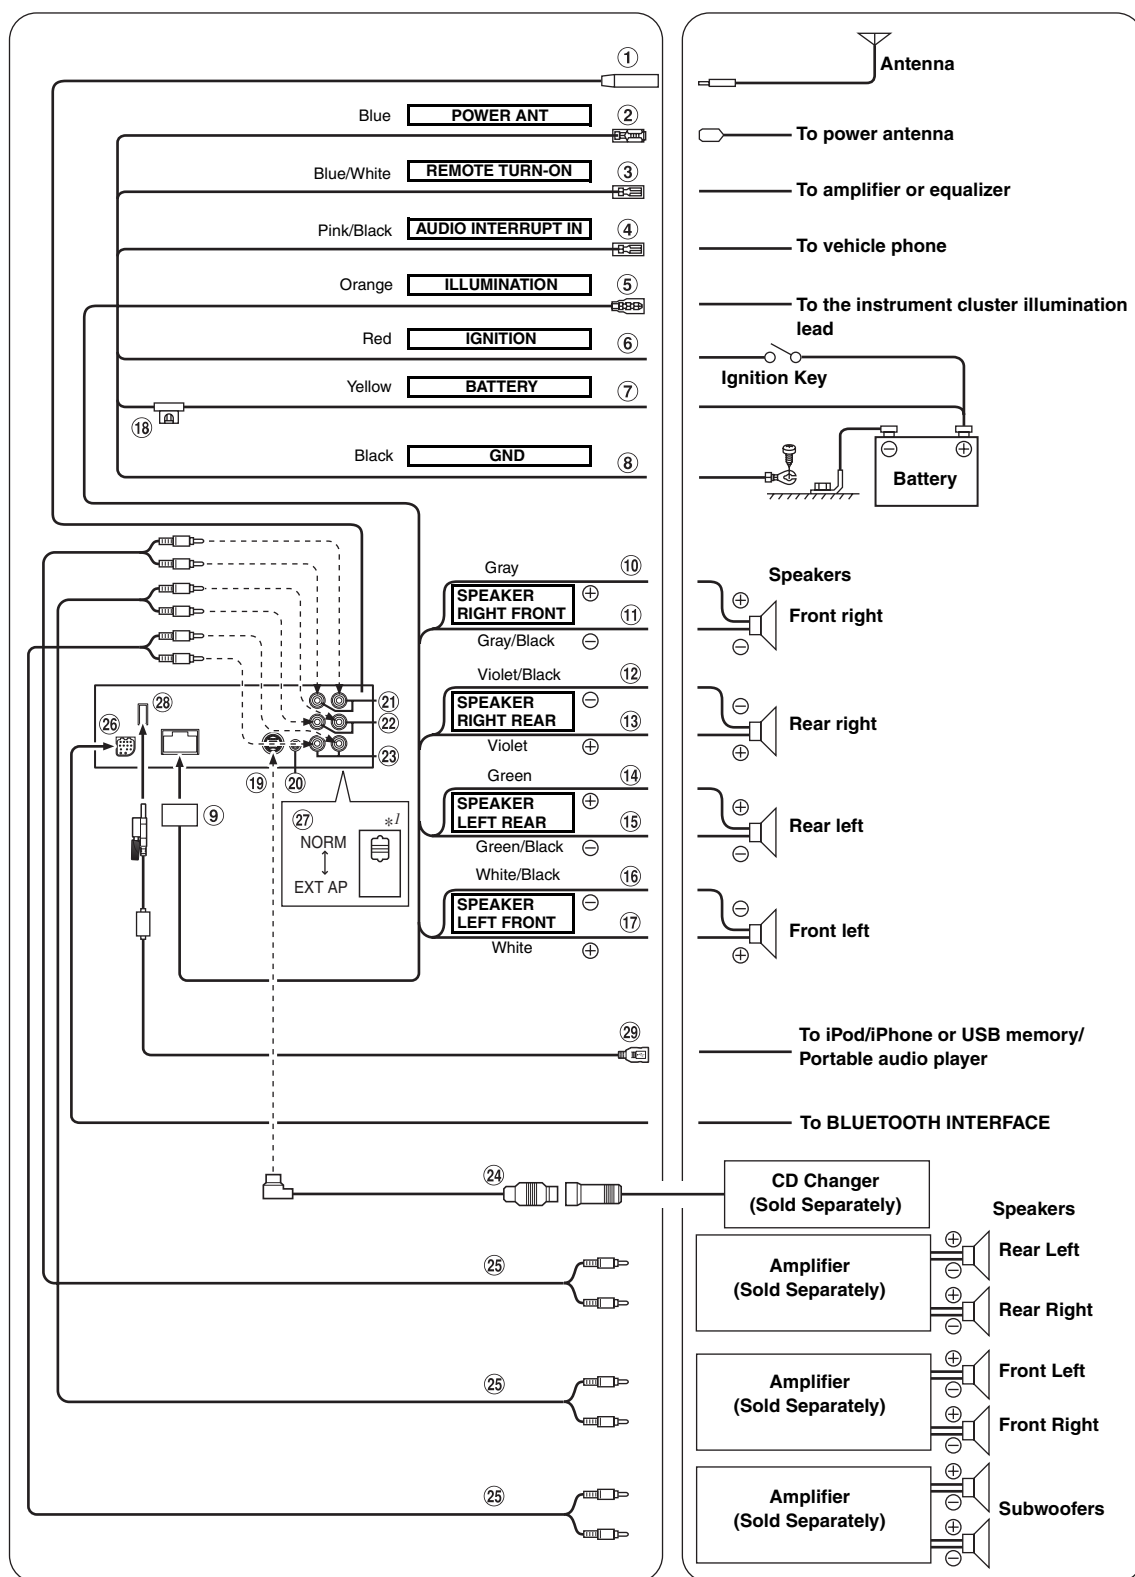 ①
Antenna
Blue POWER ANT ② To power antenna
Blue/White REMOTE TURN-ON ③ To amplifier or equalizer
Pink/Black AUDIO INTERRUPT IN ④ To vehicle phone
Orange ILLUMINATION ⑤ To the instrument cluster illumination
lead
Red IGNITION ⑥
Ignition Key
Yellow BATTERY ⑦
⑱
Black GND ⑧
⊖ ⊕
Battery
Speakers
Gray ⑩
SPEAKER
RIGHT FRONT ⊕ ⑪
Gray/Black ⊖
⊕
Front right
⊖
Violet/Black ⑫
SPEAKER
RIGHT REAR ⊖ ⑬
Violet ⊕
⊖
Rear right
⊕
Green ⑭
SPEAKER
LEFT REAR ⊕ ⑮
Green/Black ⊖
⊕
Rear left
⊖
White/Black ⑯
SPEAKER
LEFT FRONT ⊖ ⑰
White ⊕
⊖
Front left
⊕
㉘ ㉑
㉖ ㉒
㉓
⑲ ⑳
⑨
㉗ *1
NORM
EXT AP
㉙
To iPod/iPhone or USB memory/
Portable audio player
To BLUETOOTH INTERFACE
㉔
CD Changer
(Sold Separately)
Speakers
㉕
Amplifier
(Sold Separately)
⊕
Rear Left
⊖
⊕
Rear Right
⊖
㉕
Amplifier
(Sold Separately)
⊕
Front Left
⊖
⊕
Front Right
⊖
㉕
Amplifier
(Sold Separately)
⊕
⊖
Subwoofers
⊕
⊖